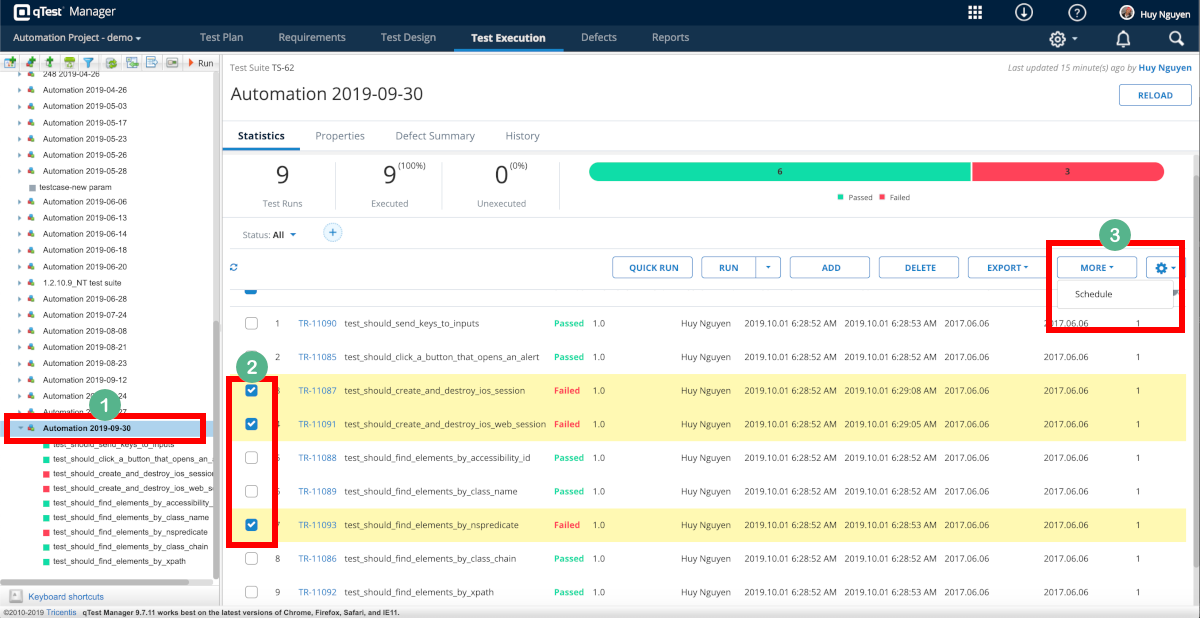 qTest® Manager
Huy Nguyen
Automation Project - demo
Test Plan
Requirements
Test Design
Test Execution
Defects
Reports
Run
248 2019-04-26
Automation 2019-04-26
Automation 2019-05-03
Automation 2019-05-17
Automation 2019-05-23
Automation 2019-05-26
Automation 2019-05-28
testcase-new param
Automation 2019-06-06
Automation 2019-06-13
Automation 2019-06-14
Automation 2019-06-18
Automation 2019-06-20
1.2.10.9_NT test suite
Automation 2019-06-28
Automation 2019-07-24
Automation 2019-08-08
Automation 2019-08-21
Automation 2019-08-23
Automation 2019-09-12
1
Automation 2019-09-30
test_should_send_keys_to_inputs
test_should_click_a_button_that_opens_an_
test_should_create_and_destroy_ios_sessio
test_should_create_and_destroy_ios_web_s
test_should_find_elements_by_accessibility_
test_should_find_elements_by_class_name
test_should_find_elements_by_nspredicate
test_should_find_elements_by_class_chain
test_should_find_elements_by_xpath
Keyboard shortcuts
Test Suite TS-62
Last updated 15 minute(s) ago by Huy Nguyen
Automation 2019-09-30
RELOAD
Statistics
Properties
Defect Summary
History
9
Test Runs
9 (100%)
Executed
0 (0%)
Unexecuted
6
3
Passed
Failed
Status: All
+
3
QUICK RUN
RUN
ADD
DELETE
EXPORT
MORE
Schedule
1 TR-11090 test_should_send_keys_to_inputs Passed 1.0 Huy Nguyen 2019.10.01 6:28:52 AM 2019.10.01 6:28:53 AM 2017.06.06 2017.06.06 1
2 TR-11085 test_should_click_a_button_that_opens_an_alert Passed 1.0 Huy Nguyen 2019.10.01 6:28:52 AM 2019.10.01 6:28:53 AM 2017.06.06 2017.06.06 1
2
TR-11087 test_should_create_and_destroy_ios_session Failed 1.0 Huy Nguyen 2019.10.01 6:28:52 AM 2019.10.01 6:29:08 AM 2017.06.06 2017.06.06 1
TR-11091 test_should_create_and_destroy_ios_web_session Failed 1.0 Huy Nguyen 2019.10.01 6:28:52 AM 2019.10.01 6:29:05 AM 2017.06.06 2017.06.06 1
TR-11088 test_should_find_elements_by_accessibility_id Passed 1.0 Huy Nguyen 2019.10.01 6:28:52 AM 2019.10.01 6:28:53 AM 2017.06.06 2017.06.06 1
TR-11089 test_should_find_elements_by_class_name Passed 1.0 Huy Nguyen 2019.10.01 6:28:52 AM 2019.10.01 6:28:52 AM 2017.06.06 2017.06.06 1
TR-11093 test_should_find_elements_by_nspredicate Failed 1.0 Huy Nguyen 2019.10.01 6:28:52 AM 2019.10.01 6:28:53 AM 2017.06.06 2017.06.06 1
8 TR-11086 test_should_find_elements_by_class_chain Passed 1.0 Huy Nguyen 2019.10.01 6:28:52 AM 2019.10.01 6:28:53 AM 2017.06.06 2017.06.06 1
9 TR-11092 test_should_find_elements_by_xpath Passed 1.0 Huy Nguyen 2019.10.01 6:28:52 AM 2019.10.01 6:28:53 AM 2017.06.06 2017.06.06 1
©2010-2019 Tricentis qTest Manager 9.7.11 works best on the latest versions of Chrome, Firefox, Safari, and IE11.